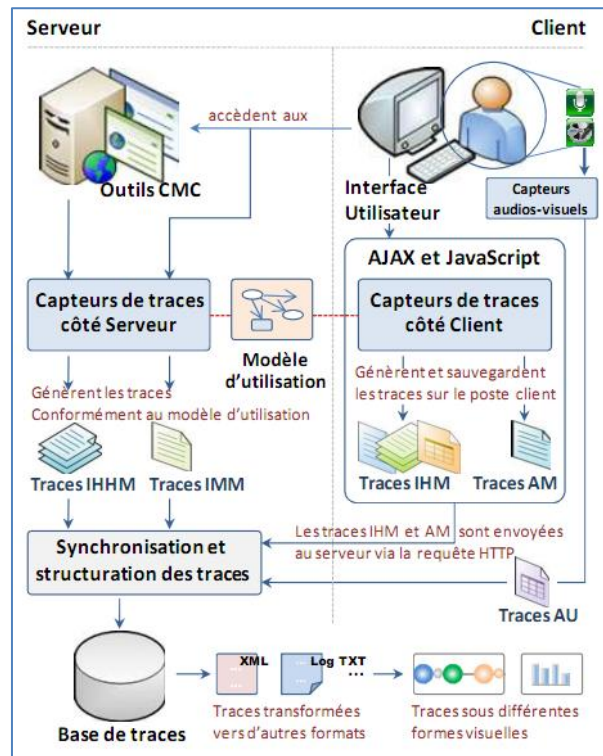 Serveur
Client
accèdent aux
Outils CMC
Interface
Utilisateur
Capteurs
audios-visuels
AJAX et JavaScript
Capteurs de traces
côté Serveur
Capteurs de traces
côté Client
Modèle
d'utilisation
Génèrent les traces
Conformément au modèle d'utilisation
Génèrent et sauvegardent
les traces sur le poste client
Traces IHHM
Traces IMM
Traces IHM
Traces AM
Les traces IHM et AM sont envoyées
au serveur via la requête HTTP
Synchronisation et
structuration des traces
Traces AU
XML
Log TXT
...
Base de traces
Traces transformées
vers d'autres formats
Traces sous différentes
formes visuelles